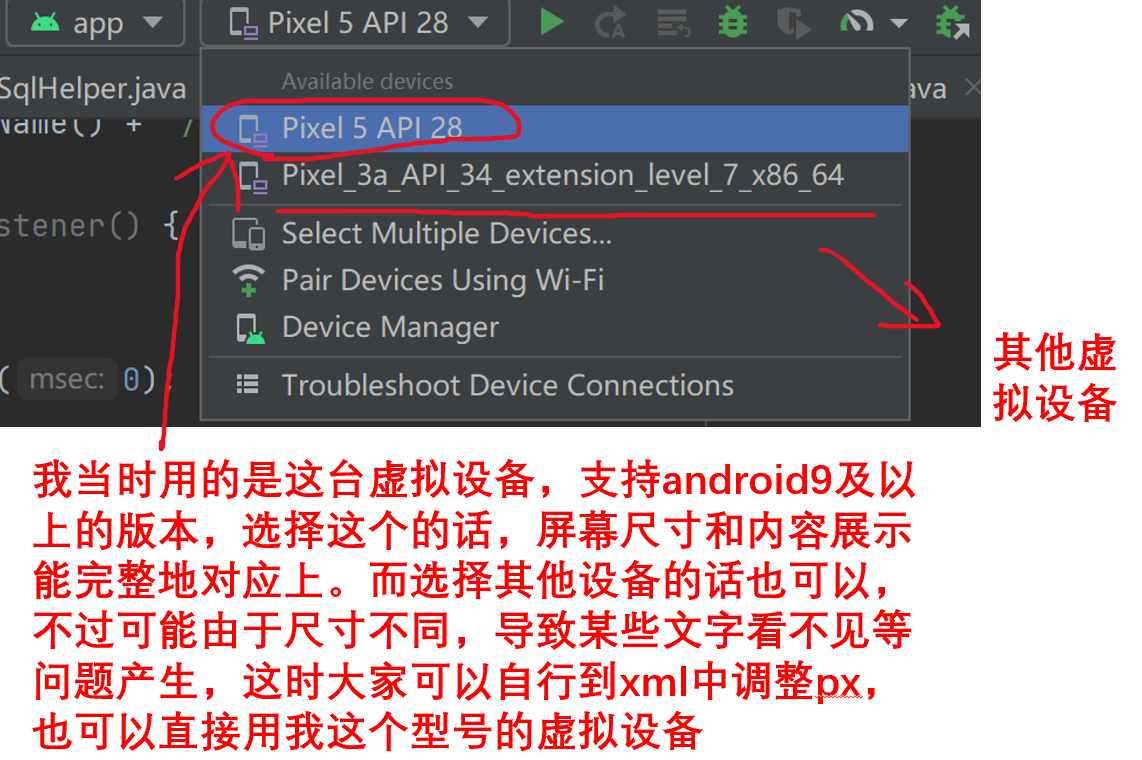 app
Pixel 5 API 28
SqlHelper.java
ava
Available devices
Name() + /
Pixel 5 API 28
Pixel_3a_API_34_extension_level_7_x86_64
stener() {
Select Multiple Devices...
Pair Devices Using Wi-Fi
Device Manager
( msec: 0);
Troubleshoot Device Connections
其他虚
拟设备
我当时用的是这台虚拟设备，支持android9及以
上的版本，选择这个的话，屏幕尺寸和内容展示
能完整地对应上。而选择其他设备的话也可以，
不过可能由于尺寸不同，导致某些文字看不见等
问题产生，这时大家可以自行到xml中调整px，
也可以直接用我这个型号的虚拟设备